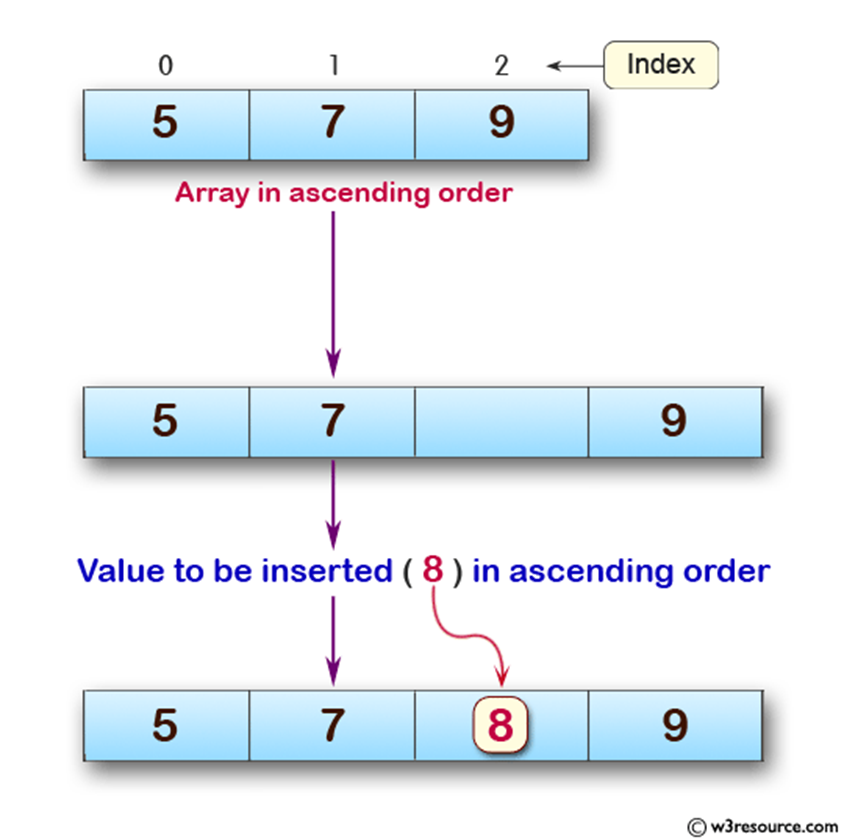 0 1 2 Index
5 7 9
Array in ascending order
5 7 9
Value to be inserted ( 8 ) in ascending order
5 7 8 9
© w3resource.com